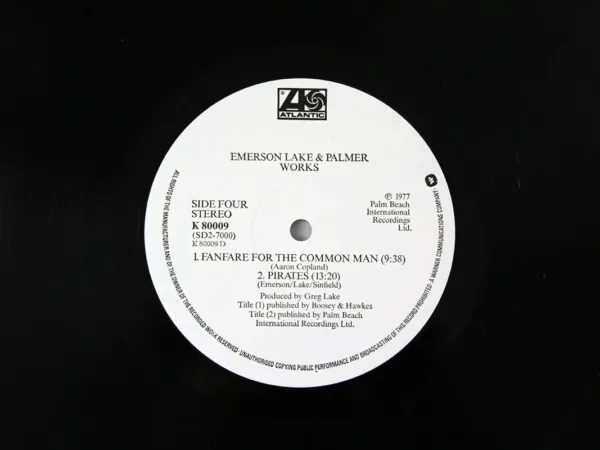 ATLANTIC
EMERSON LAKE & PALMER
WORKS
SIDE FOUR
STEREO
K 80009
(SD2-7000)
K 80009 D
℗ 1977
Palm Beach
International
Recordings
Ltd.
1. FANFARE FOR THE COMMON MAN (9:38)
(Aaron Copland)
2. PIRATES (13:20)
(Emerson/Lake/Sinfield)
Produced by Greg Lake
Title (1) published by Boosey & Hawkes
Title (2) published by Palm Beach
International Recordings Ltd.
ALL RIGHTS OF THE MANUFACTURER AND OF THE OWNER OF THE RECORDED WORK RESERVED· UNAUTHORISED COPYING PUBLIC PERFORMANCE AND BROADCASTING OF THIS RECORD PROHIBITED· A WARNER COMMUNICATIONS COMPANY·